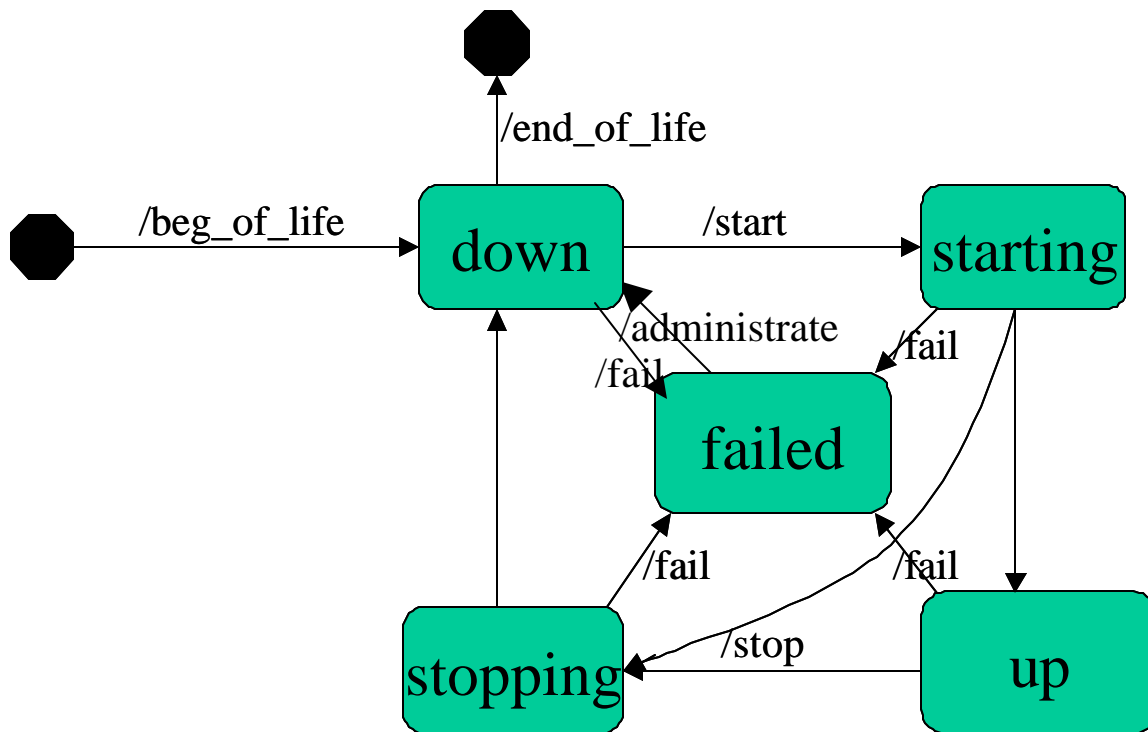 /end_of_life
/beg_of_life
/start
down
starting
/administrate
/fail
/fail
failed
/fail
/fail
/stop
stopping
up